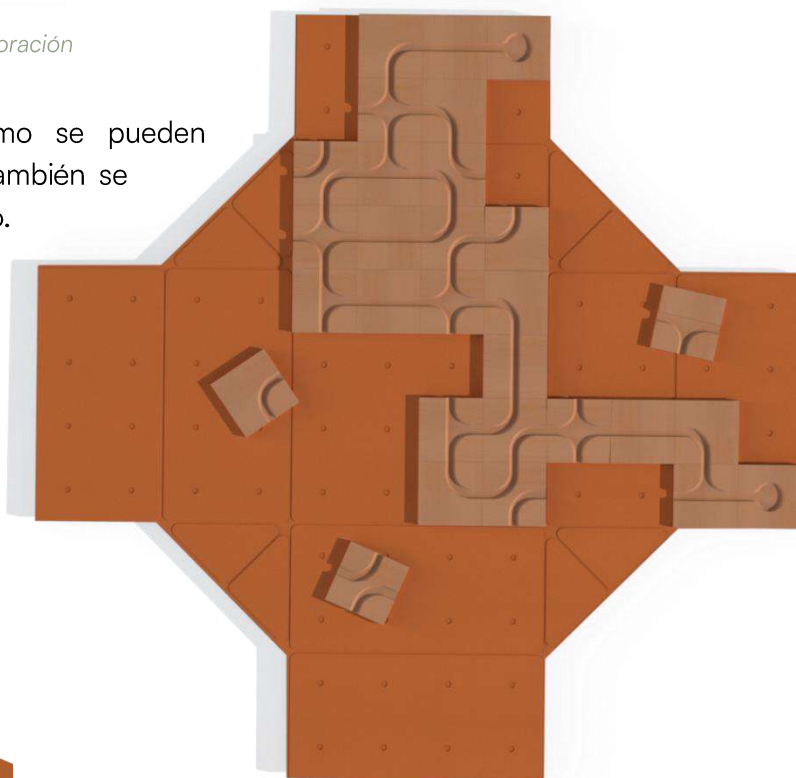 oración
mo se pueden
ambién se
o.